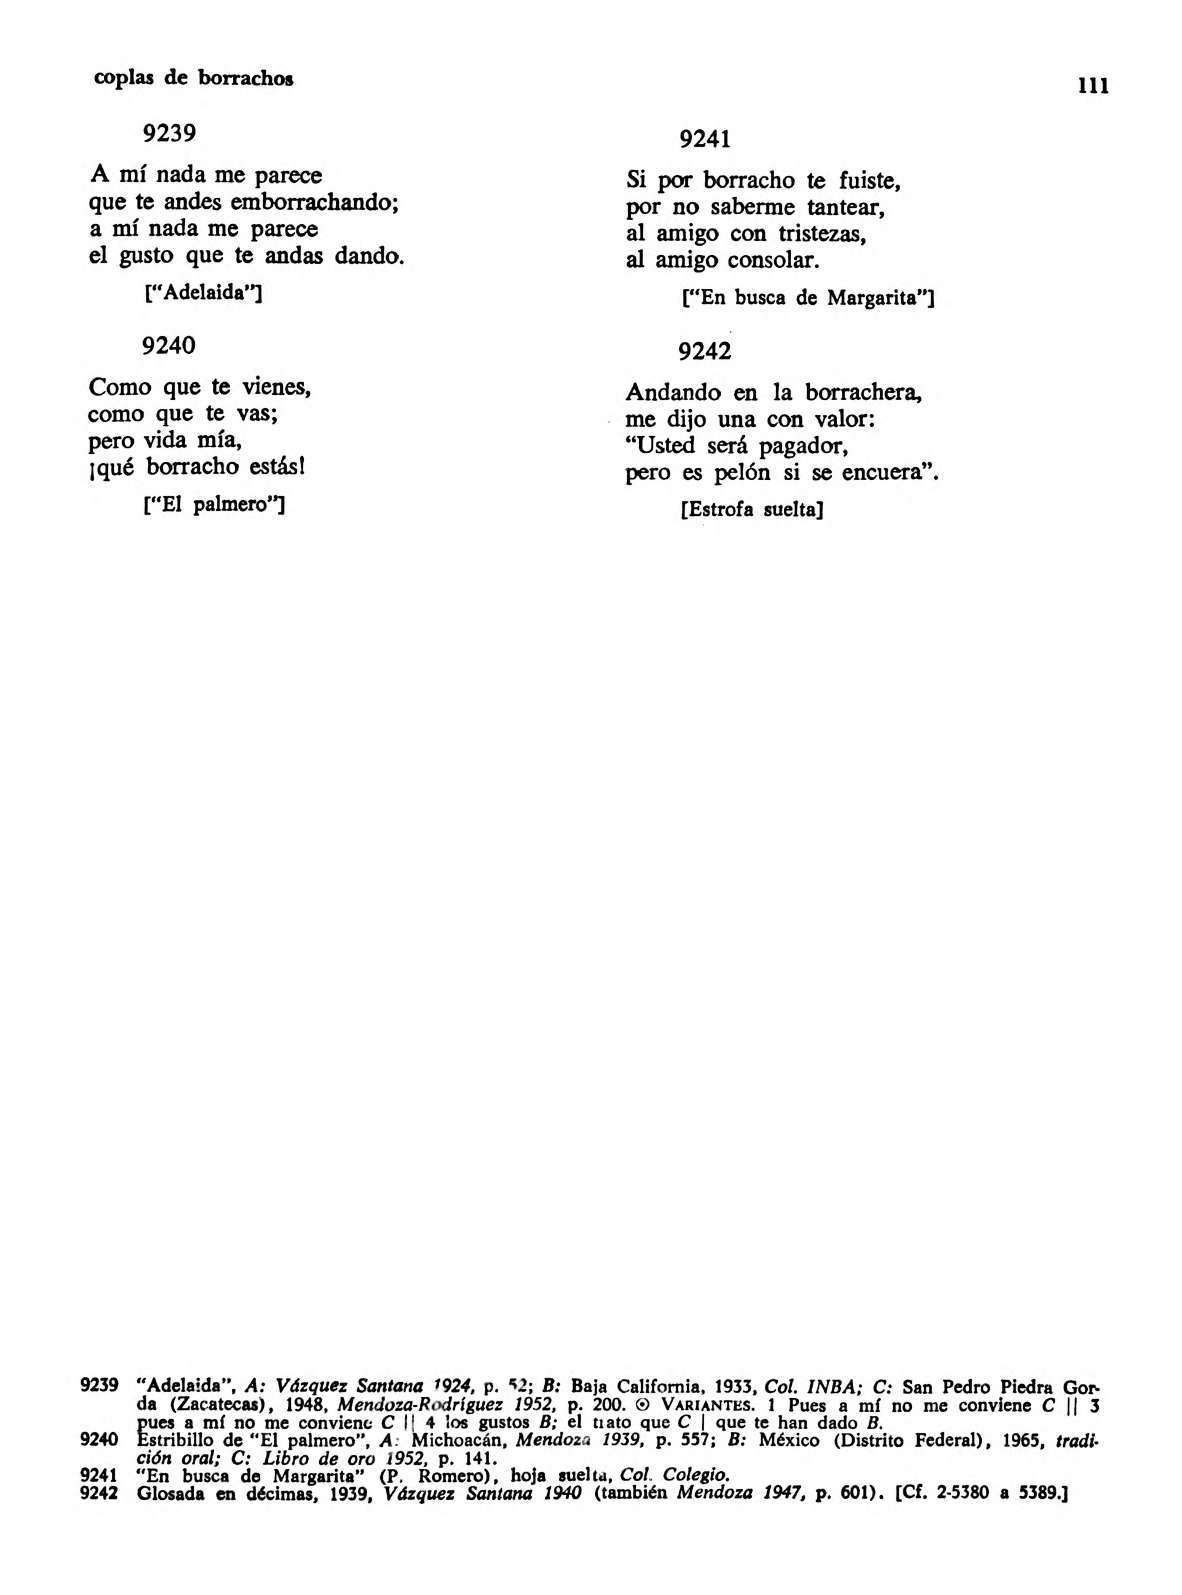 coplas de borrachos
111
9239
A mí nada me parece
que te andes emborrachando;
a mí nada me parece
el gusto que te andas dando.
["Adelaida"]
9240
Como que te vienes,
como que te vas;
pero vida mía,
¡qué borracho estás!
["El palmero"]
9241
Si por borracho te fuiste,
por no saberme tantear,
al amigo con tristezas,
al amigo consolar.
["En busca de Margarita"]
9242
Andando en la borrachera,
me dijo una con valor:
"Usted será pagador,
pero es pelón si se encuera".
[Estrofa suelta]
9239 "Adelaida", A: Vázquez Santana 1924, p. 52; B: Baja California, 1933, Col. INBA; C: San Pedro Piedra Gor-
da (Zacatecas), 1948, Mendoza-Rodríguez 1952, p. 200. ⊙ VARIANTES. 1 Pues a mí no me conviene C || 3
pues a mí no me conviene C || 4 los gustos B; el trato que C | que te han dado B.
9240 Estribillo de "El palmero", A: Michoacán, Mendoza 1939, p. 557; B: México (Distrito Federal), 1965, tradi-
ción oral; C: Libro de oro 1952, p. 141.
9241 "En busca de Margarita" (P. Romero), hoja suelta, Col. Colegio.
9242 Glosada en décimas, 1939, Vázquez Santana 1940 (también Mendoza 1947, p. 601). [Cf. 2-5380 a 5389.]